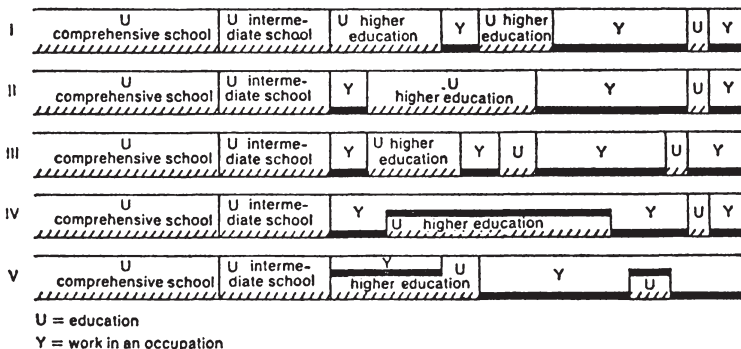 I
U
comprehensive school
U interme-
diate school
U higher
education
Y
U
higher
education
Y
U
Y
II
U
comprehensive school
U interme-
diate school
Y
U
higher education
Y
U
Y
III
U
comprehensive school
U interme-
diate school
Y
U higher
education
Y
U
Y
U
Y
IV
U
comprehensive school
U interme-
diate school
Y
U higher education
Y
U
Y
V
U
comprehensive school
U interme-
diate school
Y
U
higher education
Y
U
U = education
Y = work in an occupation